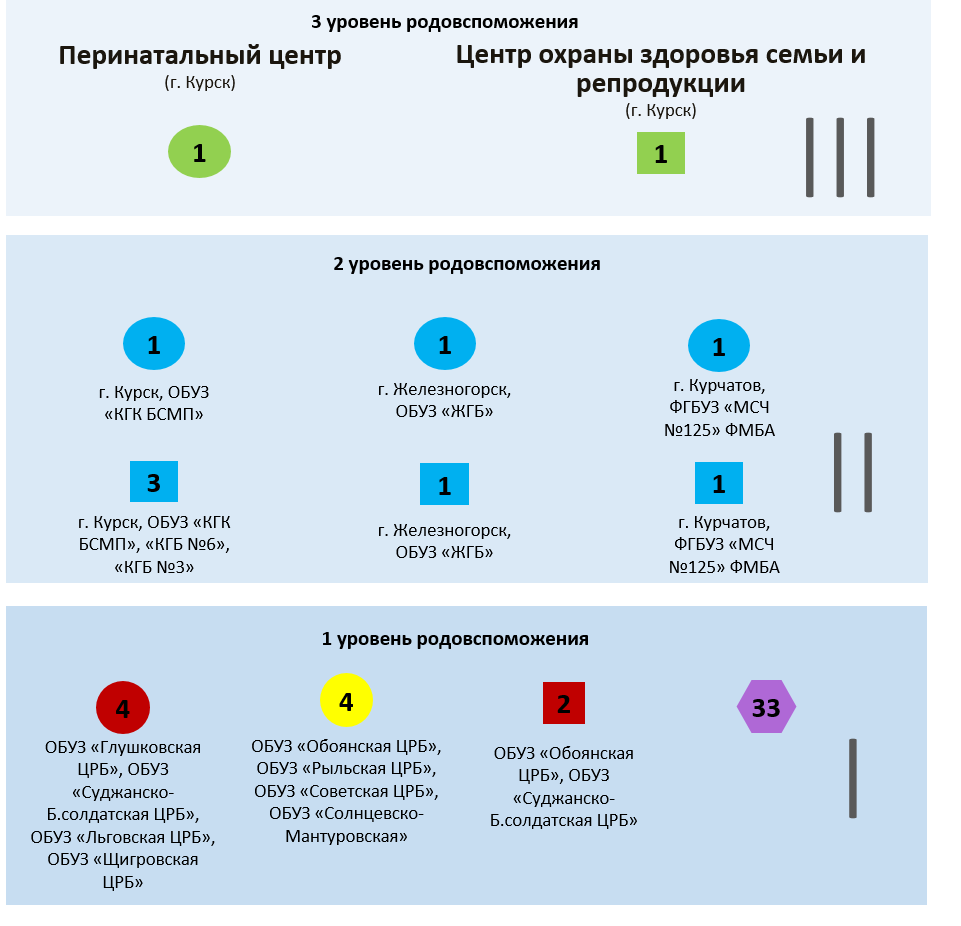 3 уровень родовспоможения
Перинатальный центр
(г. Курск)
1
Центр охраны здоровья семьи и
репродукции
(г. Курск)
1
2 уровень родовспоможения
1
г. Курск, ОБУЗ
«КГК БСМП»
1
г. Железногорск,
ОБУЗ «ЖГБ»
1
г. Курчатов,
ФГБУЗ «МСЧ
№125» ФМБА
3
г. Курск, ОБУЗ «КГК
БСМП», «КГБ №6»,
«КГБ №3»
1
г. Железногорск,
ОБУЗ «ЖГБ»
1
г. Курчатов,
ФГБУЗ «МСЧ
№125» ФМБА
1 уровень родовспоможения
4
ОБУЗ «Глушковская
ЦРБ», ОБУЗ
«Суджанско-
Б.солдатская ЦРБ»,
ОБУЗ «Льговская ЦРБ»,
ОБУЗ «Щигровская
ЦРБ»
4
ОБУЗ «Обоянская ЦРБ»,
ОБУЗ «Рыльская ЦРБ»,
ОБУЗ «Советская ЦРБ»,
ОБУЗ «Солнцевско-
Мантуровская»
2
ОБУЗ «Обоянская
ЦРБ», ОБУЗ
«Суджанско-
Б.солдатская ЦРБ»
33